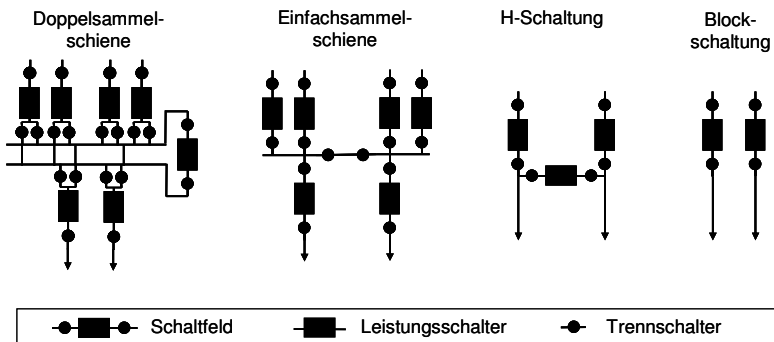 Doppelsammel-
schiene
Einfachsammel-
schiene
H-Schaltung
Block-
schaltung
Schaltfeld
Leistungsschalter
Trennschalter